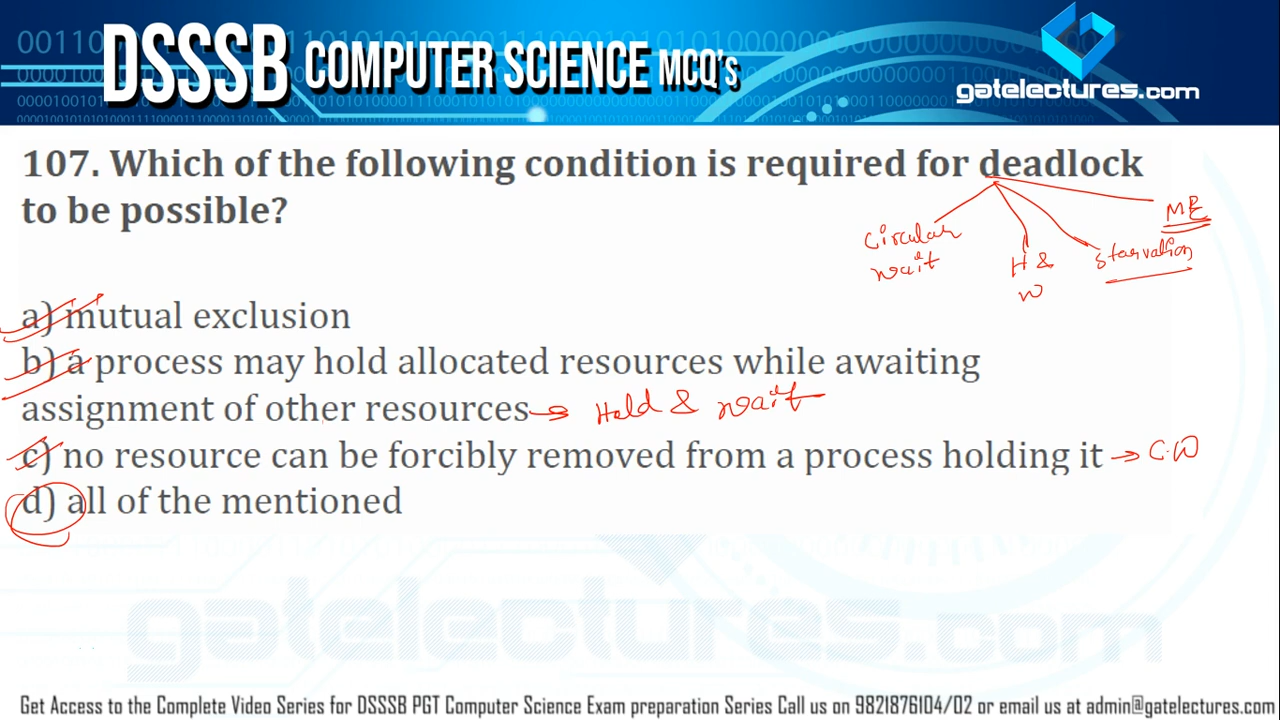 DSSSB COMPUTER SCIENCE MCQ's
gatelectures.com
107. Which of the following condition is required for deadlock
to be possible?
ME
Circular
wait
H &
W
starvation
a) mutual exclusion
b) a process may hold allocated resources while awaiting
assignment of other resources → Hold & wait
c) no resource can be forcibly removed from a process holding it → C.W
d) all of the mentioned
gatelectures.com
Get Access to the Complete Video Series for DSSSB PGT Computer Science Exam preparation Series Call us on 9821876104/02 or email us at admin@gatelectures.com